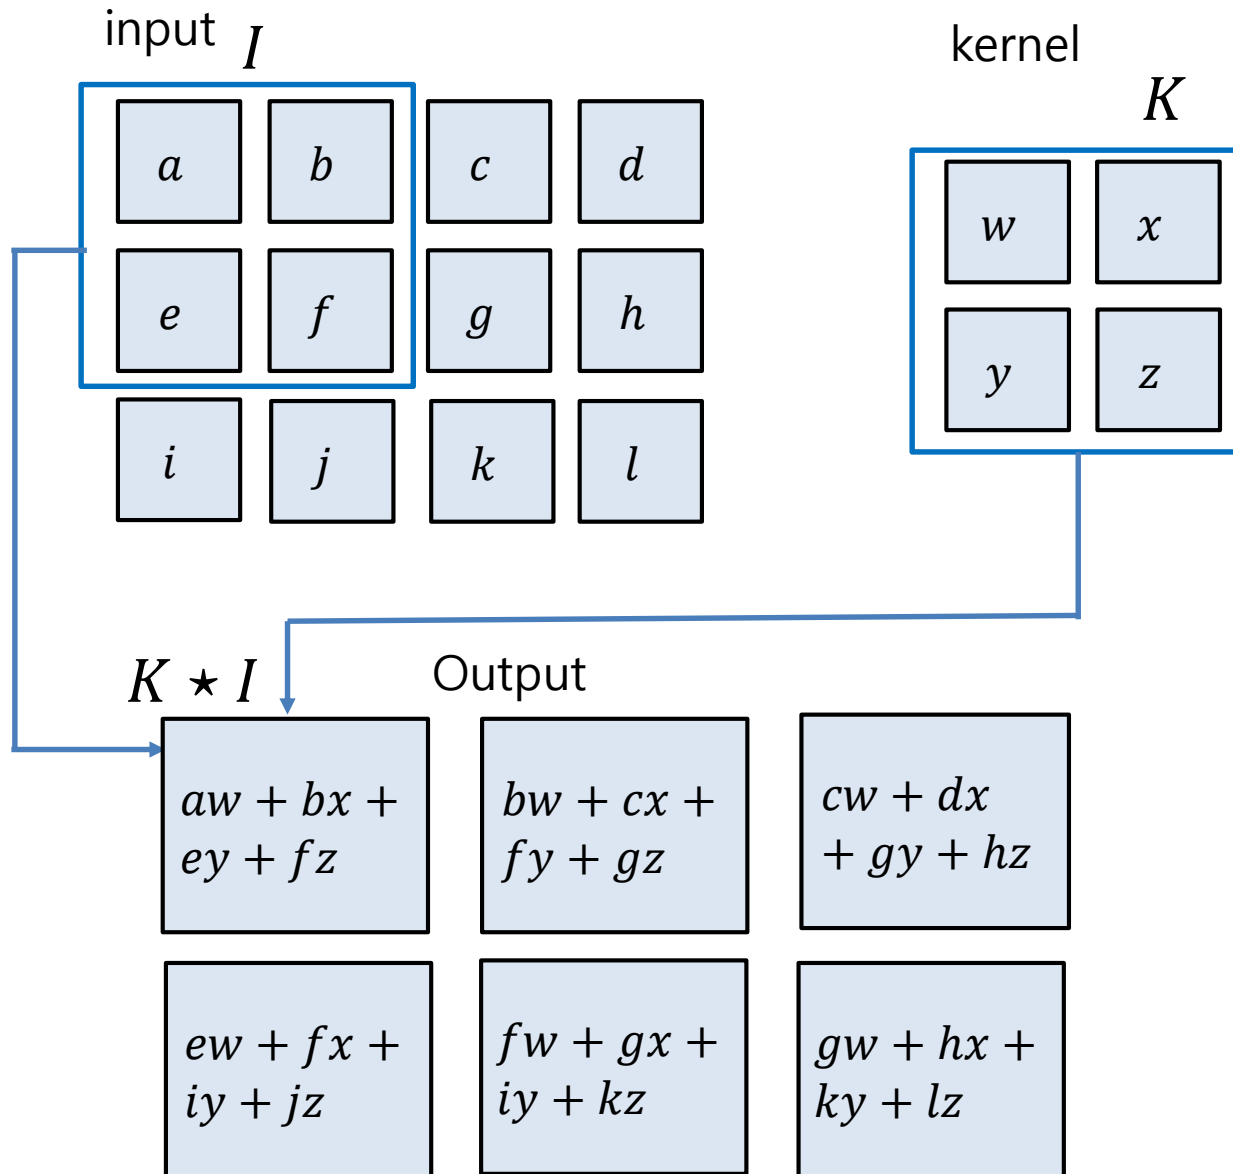 input I
kernel
K
a b c d
e f g h
i j k l
w x
y z
K ⋆ I Output
aw + bx +
ey + fz
bw + cx +
fy + gz
cw + dx
+ gy + hz
ew + fx +
iy + jz
fw + gx +
iy + kz
gw + hx +
ky + lz